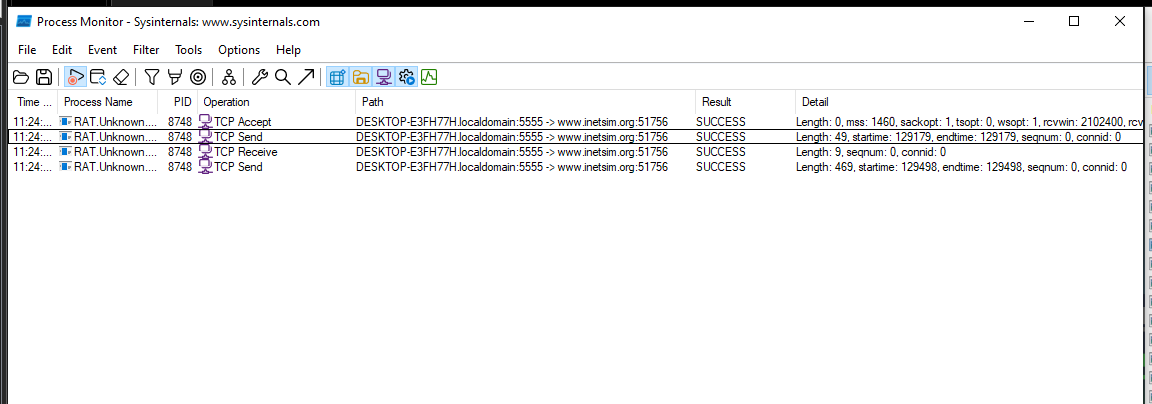 Process Monitor - Sysinternals: www.sysinternals.com
File Edit Event Filter Tools Options Help
Time ... Process Name PID Operation Path Result Detail
11:24:... RAT.Unknown.... 8748 TCP Accept DESKTOP-E3FH77H.localdomain:5555 -> www.inetsim.org:51756 SUCCESS Length: 0, mss: 1460, sackopt: 1, tsopt: 0, wsopt: 1, rcvwin: 2102400, rcv
11:24:... RAT.Unknown.... 8748 TCP Send DESKTOP-E3FH77H.localdomain:5555 -> www.inetsim.org:51756 SUCCESS Length: 49, startime: 129179, endtime: 129179, seqnum: 0, connid: 0
11:24:... RAT.Unknown.... 8748 TCP Receive DESKTOP-E3FH77H.localdomain:5555 -> www.inetsim.org:51756 SUCCESS Length: 9, seqnum: 0, connid: 0
11:24:... RAT.Unknown.... 8748 TCP Send DESKTOP-E3FH77H.localdomain:5555 -> www.inetsim.org:51756 SUCCESS Length: 469, startime: 129498, endtime: 129498, seqnum: 0, connid: 0